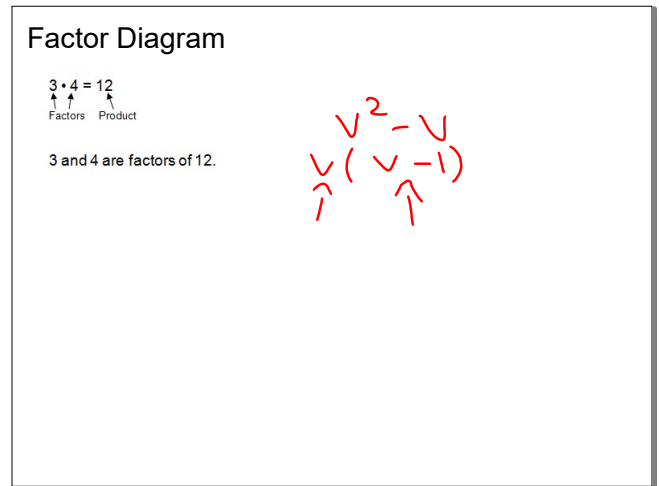 Factor Diagram
3 • 4 = 12
Factors Product
3 and 4 are factors of 12.
v² - v
v ( v - 1 )